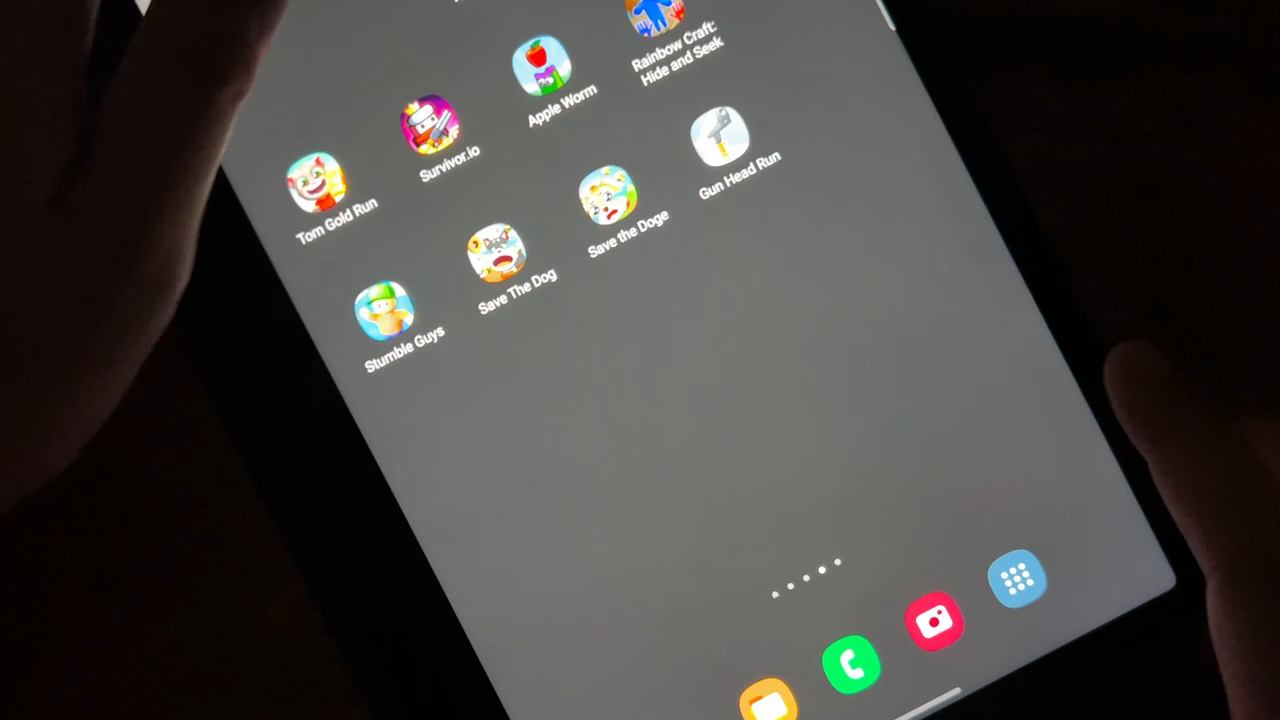 Tom Gold Run
Survivor.io
Apple Worm
Rainbow Craft:
Hide and Seek
Stumble Guys
Save The Dog
Save the Doge
Gun Head Run